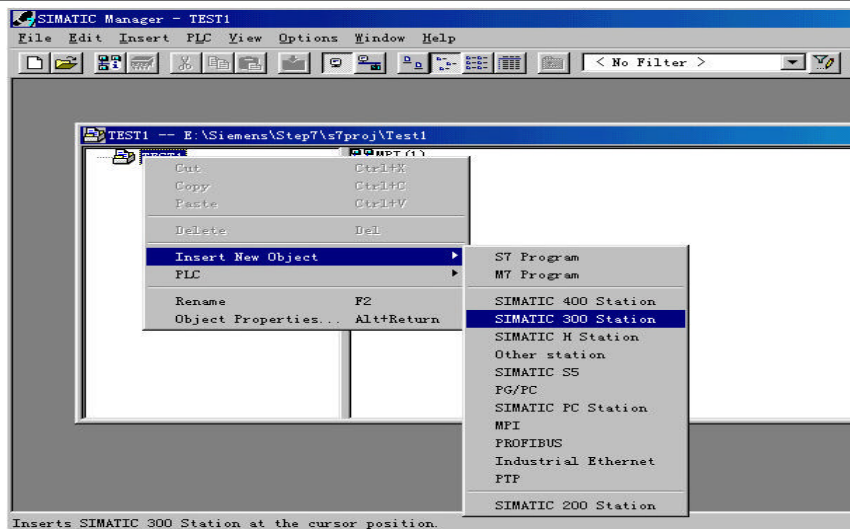 SIMATIC Manager - TEST1
File Edit Insert PLC View Options Window Help
< No Filter >
TEST1 -- E:\Siemens\Step7\s7proj\Test1
TEST1 MPI(1)
Cut Ctrl+X
Copy Ctrl+C
Paste Ctrl+V
Delete Del
Insert New Object
PLC
Rename F2
Object Properties... Alt+Return
S7 Program
M7 Program
SIMATIC 400 Station
SIMATIC 300 Station
SIMATIC H Station
Other station
SIMATIC S5
PG/PC
SIMATIC PC Station
MPI
PROFIBUS
Industrial Ethernet
PTP
SIMATIC 200 Station
Inserts SIMATIC 300 Station at the cursor position.